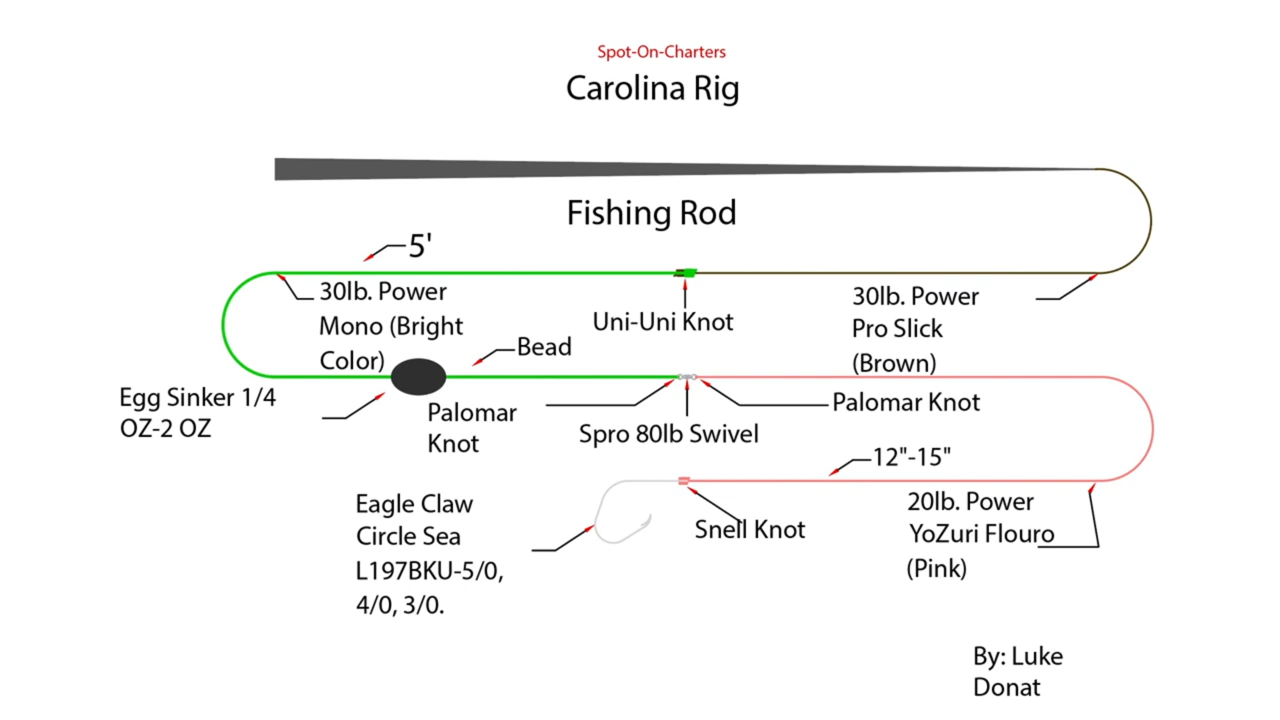 Spot-On-Charters
Carolina Rig
Fishing Rod
5'
30lb. Power
Mono (Bright
Color)
Uni-Uni Knot
30lb. Power
Pro Slick
(Brown)
Bead
Egg Sinker 1/4
OZ-2 OZ
Palomar
Knot
Spro 80lb Swivel
Palomar Knot
12"-15"
Eagle Claw
Circle Sea
L197BKU-5/0,
4/0, 3/0.
Snell Knot
20lb. Power
YoZuri Flouro
(Pink)
By: Luke
Donat